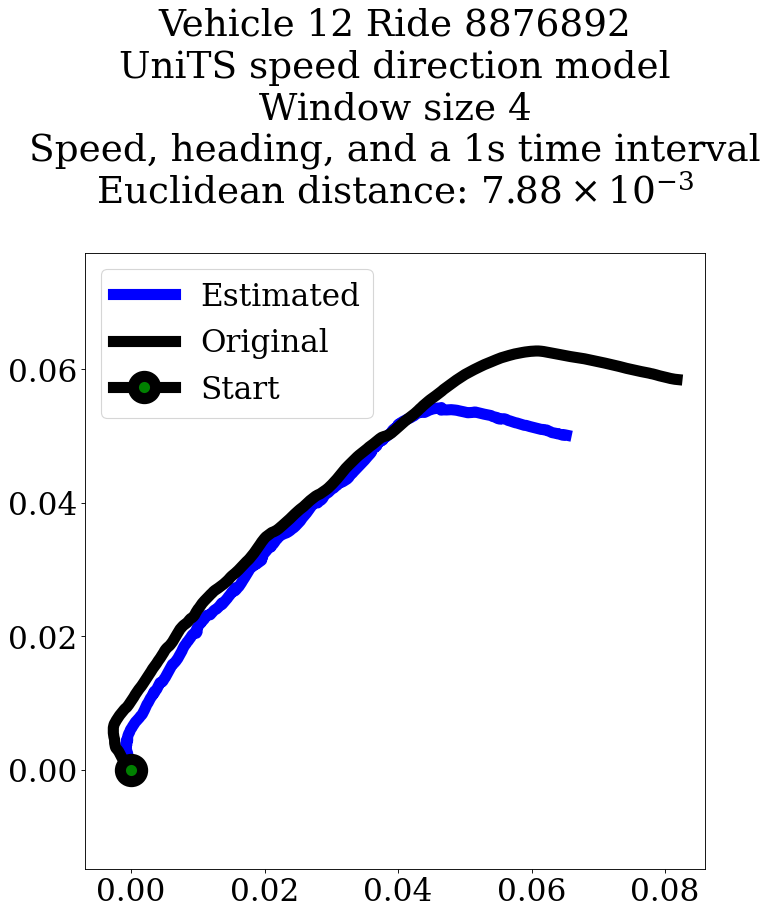 Vehicle 12 Ride 8876892
UniTS speed direction model
Window size 4
Speed, heading, and a 1s time interval
Euclidean distance: 7.88 × 10⁻³
Estimated
Original
Start
0.06
0.04
0.02
0.00
0.00 0.02 0.04 0.06 0.08